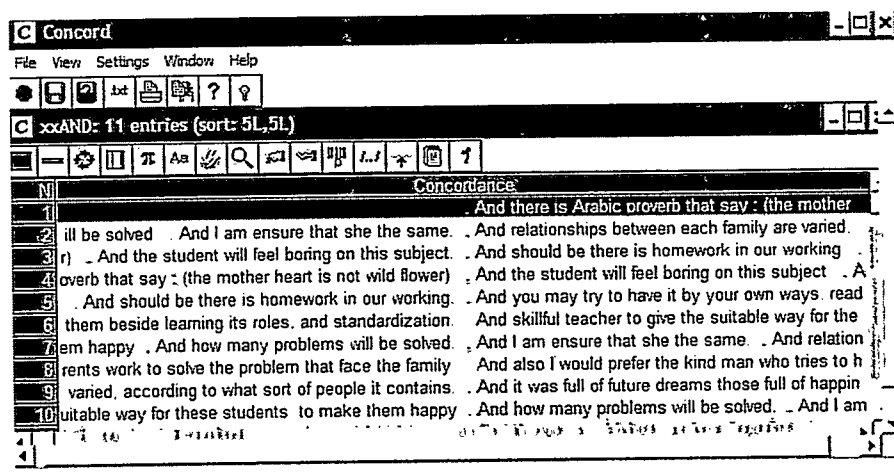 C Concord
File View Settings Window Help
.txt ? 
C xxAND: 11 entries (sort: 5L,5L)
π Aa
N Concordance
1 . And there is Arabic proverb that say : (the mother
2 ill be solved . And I am ensure that she the same. . And relationships between each family are varied.
3 r) . And the student will feel boring on this subject. . And should be there is homework in our working .
4 overb that say : (the mother heart is not wild flower) . And the student will feel boring on this subject . A
5 . And should be there is homework in our working. . And you may try to have it by your own ways. read
6 them beside learning its roles, and standardization. And skillful teacher to give the suitable way for the
7 em happy . And how many problems will be solved. . And I am ensure that she the same. . And relation
8 rents work to solve the problem that face the family And also I would prefer the kind man who tries to h
9 varied, according to what sort of people it contains. . And it was full of future dreams those full of happin
10 uitable way for these students to make them happy . And how many problems will be solved. . And I am .